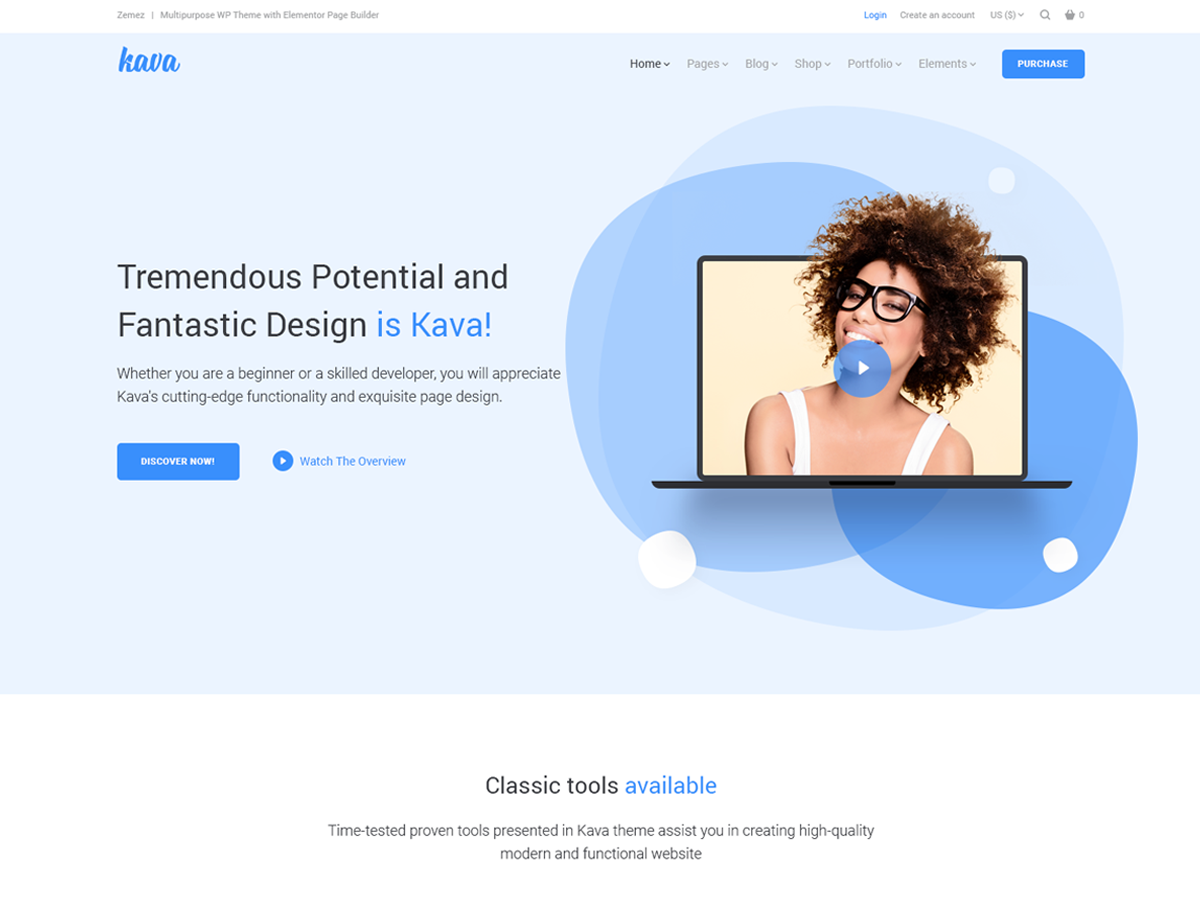 Zemez | Multipurpose WP Theme with Elementor Page Builder
Login Create an account US ($) 0
kava
Home Pages Blog Shop Portfolio Elements PURCHASE
Tremendous Potential and
Fantastic Design is Kava!
Whether you are a beginner or a skilled developer, you will appreciate
Kava's cutting-edge functionality and exquisite page design.
DISCOVER NOW! Watch The Overview
Classic tools available
Time-tested proven tools presented in Kava theme assist you in creating high-quality
modern and functional website